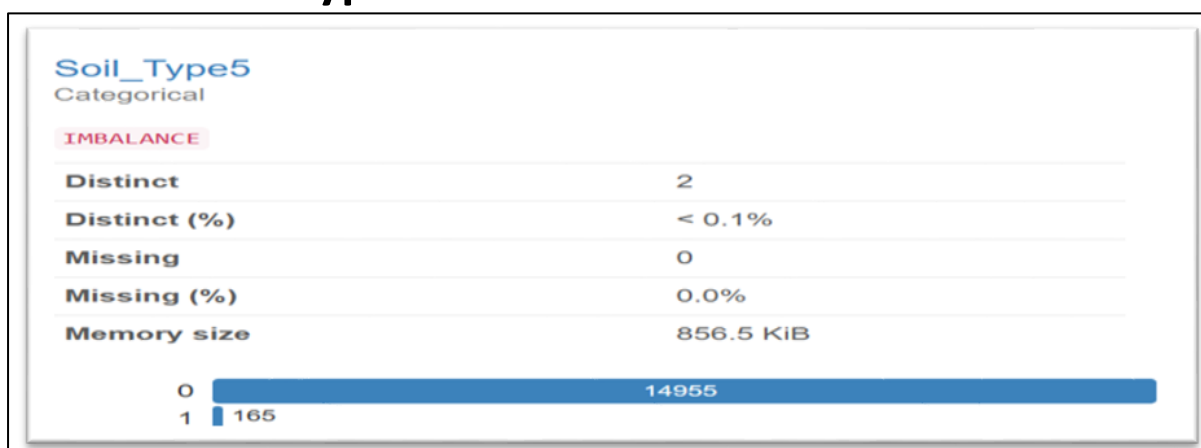 Soil_Type5
Categorical
IMBALANCE
Distinct 2
Distinct (%) < 0.1%
Missing 0
Missing (%) 0.0%
Memory size 856.5 KiB
0 14955
1 165